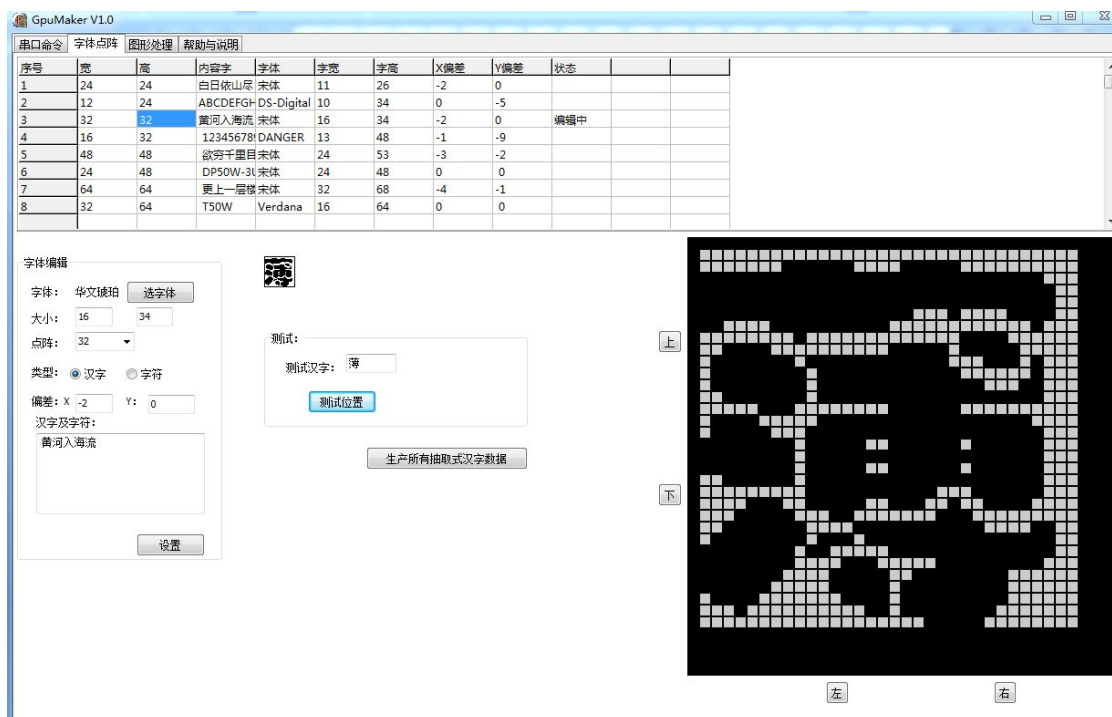 GpuMaker V1.0
串口命令 字体点阵 图形处理 帮助与说明
序号 宽 高 内容字 字体 字宽 字高 X偏差 Y偏差 状态
1 24 24 白日依山尽 宋体 11 26 -2 0
2 12 24 ABCDEFGH DS-Digital 10 34 0 -5
3 32 32 黄河入海流 宋体 16 34 -2 0 编辑中
4 16 32 12345678 DANGER 13 48 -1 -9
5 48 48 欲穷千里目 宋体 24 53 -3 -2
6 24 48 DP50W-3U 宋体 24 48 0 0
7 64 64 更上一层楼 宋体 32 68 -4 -1
8 32 64 T50W Verdana 16 64 0 0
字体编辑
字体： 华文琥珀 选字体
大小： 16 34
点阵： 32
类型： 汉字 字符
偏差：X -2 Y： 0
汉字及字符：
黄河入海流
设置
薄
测试：
测试汉字： 薄
测试位置
生产所有抽取式汉字数据
上
下
左 右